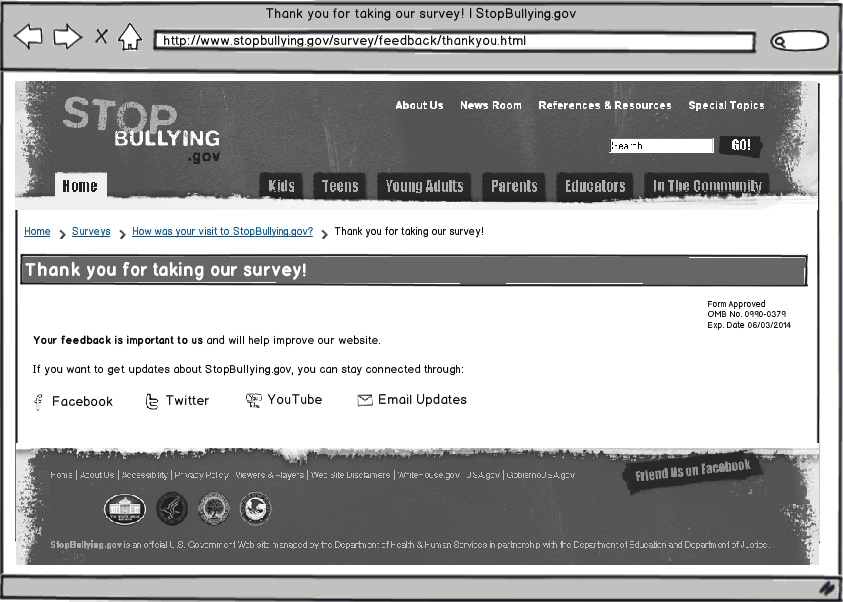 Thank you for taking our survey! | StopBullying.gov
http://www.stopbullying.gov/survey/feedback/thankyou.html
STOP
BULLYING
.gov
About Us News Room References & Resources Special Topics
Search GO!
Home Kids Teens Young Adults Parents Educators In The Community
Home > Surveys > How was your visit to StopBullying.gov? > Thank you for taking our survey!
Thank you for taking our survey!
Form Approved
OMB No. 0990-0379
Exp. Date 06/03/2014
Your feedback is important to us and will help improve our website.
If you want to get updates about StopBullying.gov, you can stay connected through:
Facebook Twitter YouTube Email Updates
Friend Us on Facebook
Home | About Us | Accessibility | Privacy Policy | Viewers & Players | Web Site Disclaimers | WhiteHouse.gov | USA.gov | GobiernoUSA.gov
StopBullying.gov is an official U.S. Government Web site managed by the Department of Health & Human Services in partnership with the Department of Education and Department of Justice.